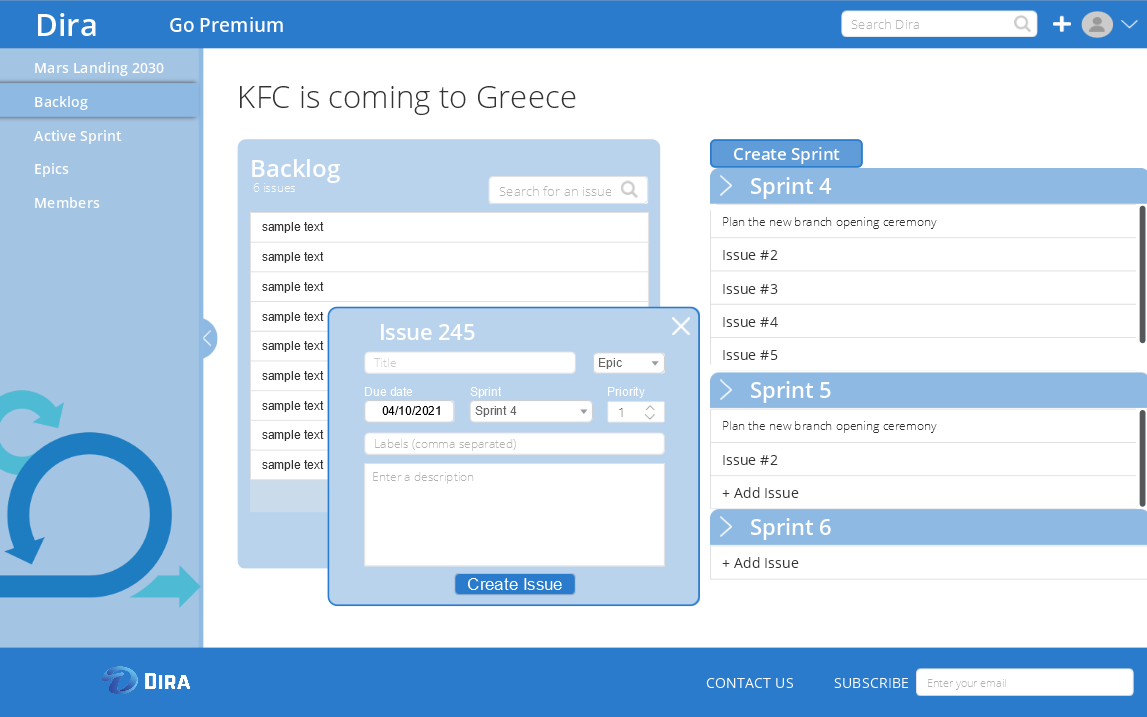 Dira
Go Premium
Search Dira
Mars Landing 2030
Backlog
Active Sprint
Epics
Members
KFC is coming to Greece
Backlog
6 issues
Search for an issue
sample text
sample text
sample text
sample text
sample text
sample text
sample text
sample text
sample text
Issue 245
Title
Epic
Due date
Sprint
Priority
04/10/2021
Sprint 4
1
Labels (comma separated)
Enter a description
Create Issue
Create Sprint
Sprint 4
Plan the new branch opening ceremony
Issue #2
Issue #3
Issue #4
Issue #5
Sprint 5
Plan the new branch opening ceremony
Issue #2
+ Add Issue
Sprint 6
+ Add Issue
DIRA
CONTACT US
SUBSCRIBE
Enter your email